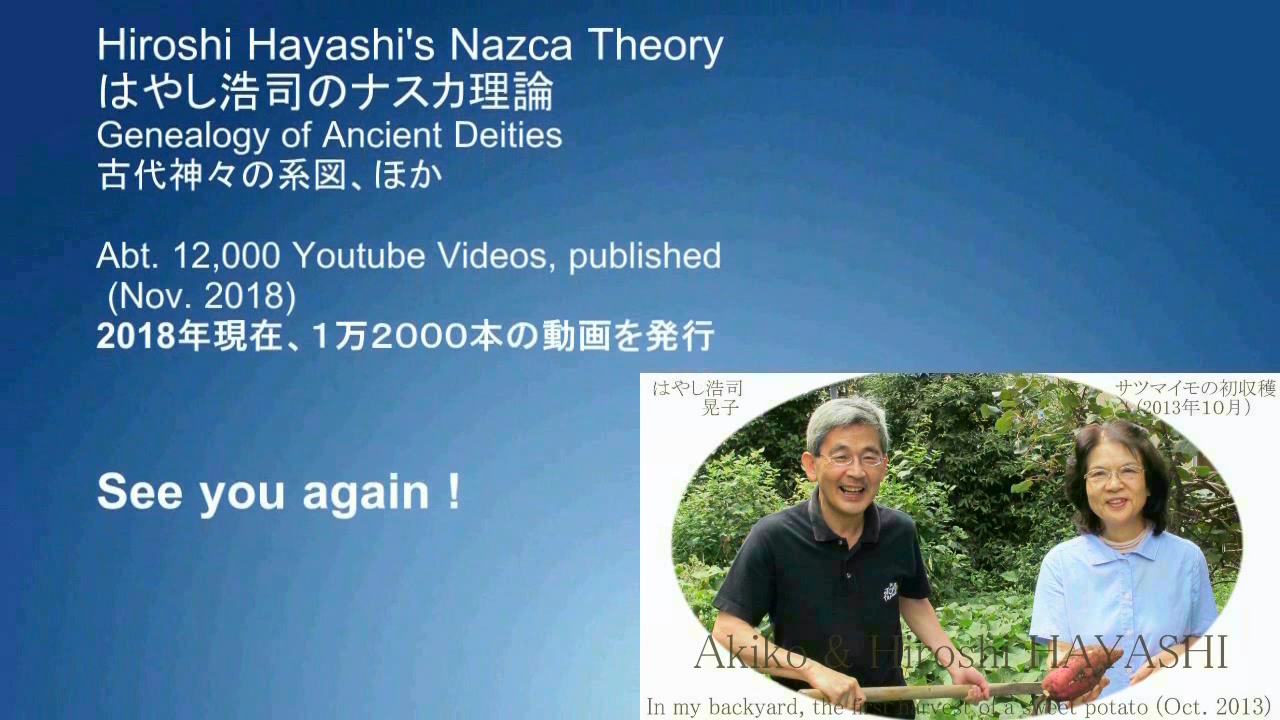 Hiroshi Hayashi's Nazca Theory
はやし浩司のナスカ理論
Genealogy of Ancient Deities
古代神々の系図、ほか
Abt. 12,000 Youtube Videos, published
(Nov. 2018)
2018年現在、１万２０００本の動画を発行
See you again !
はやし浩司
晃子
サツマイモの初収穫
(2013年10月)
Akiko & Hiroshi HAYASHI
In my backyard, the first harvest of a sweet potato (Oct. 2013)